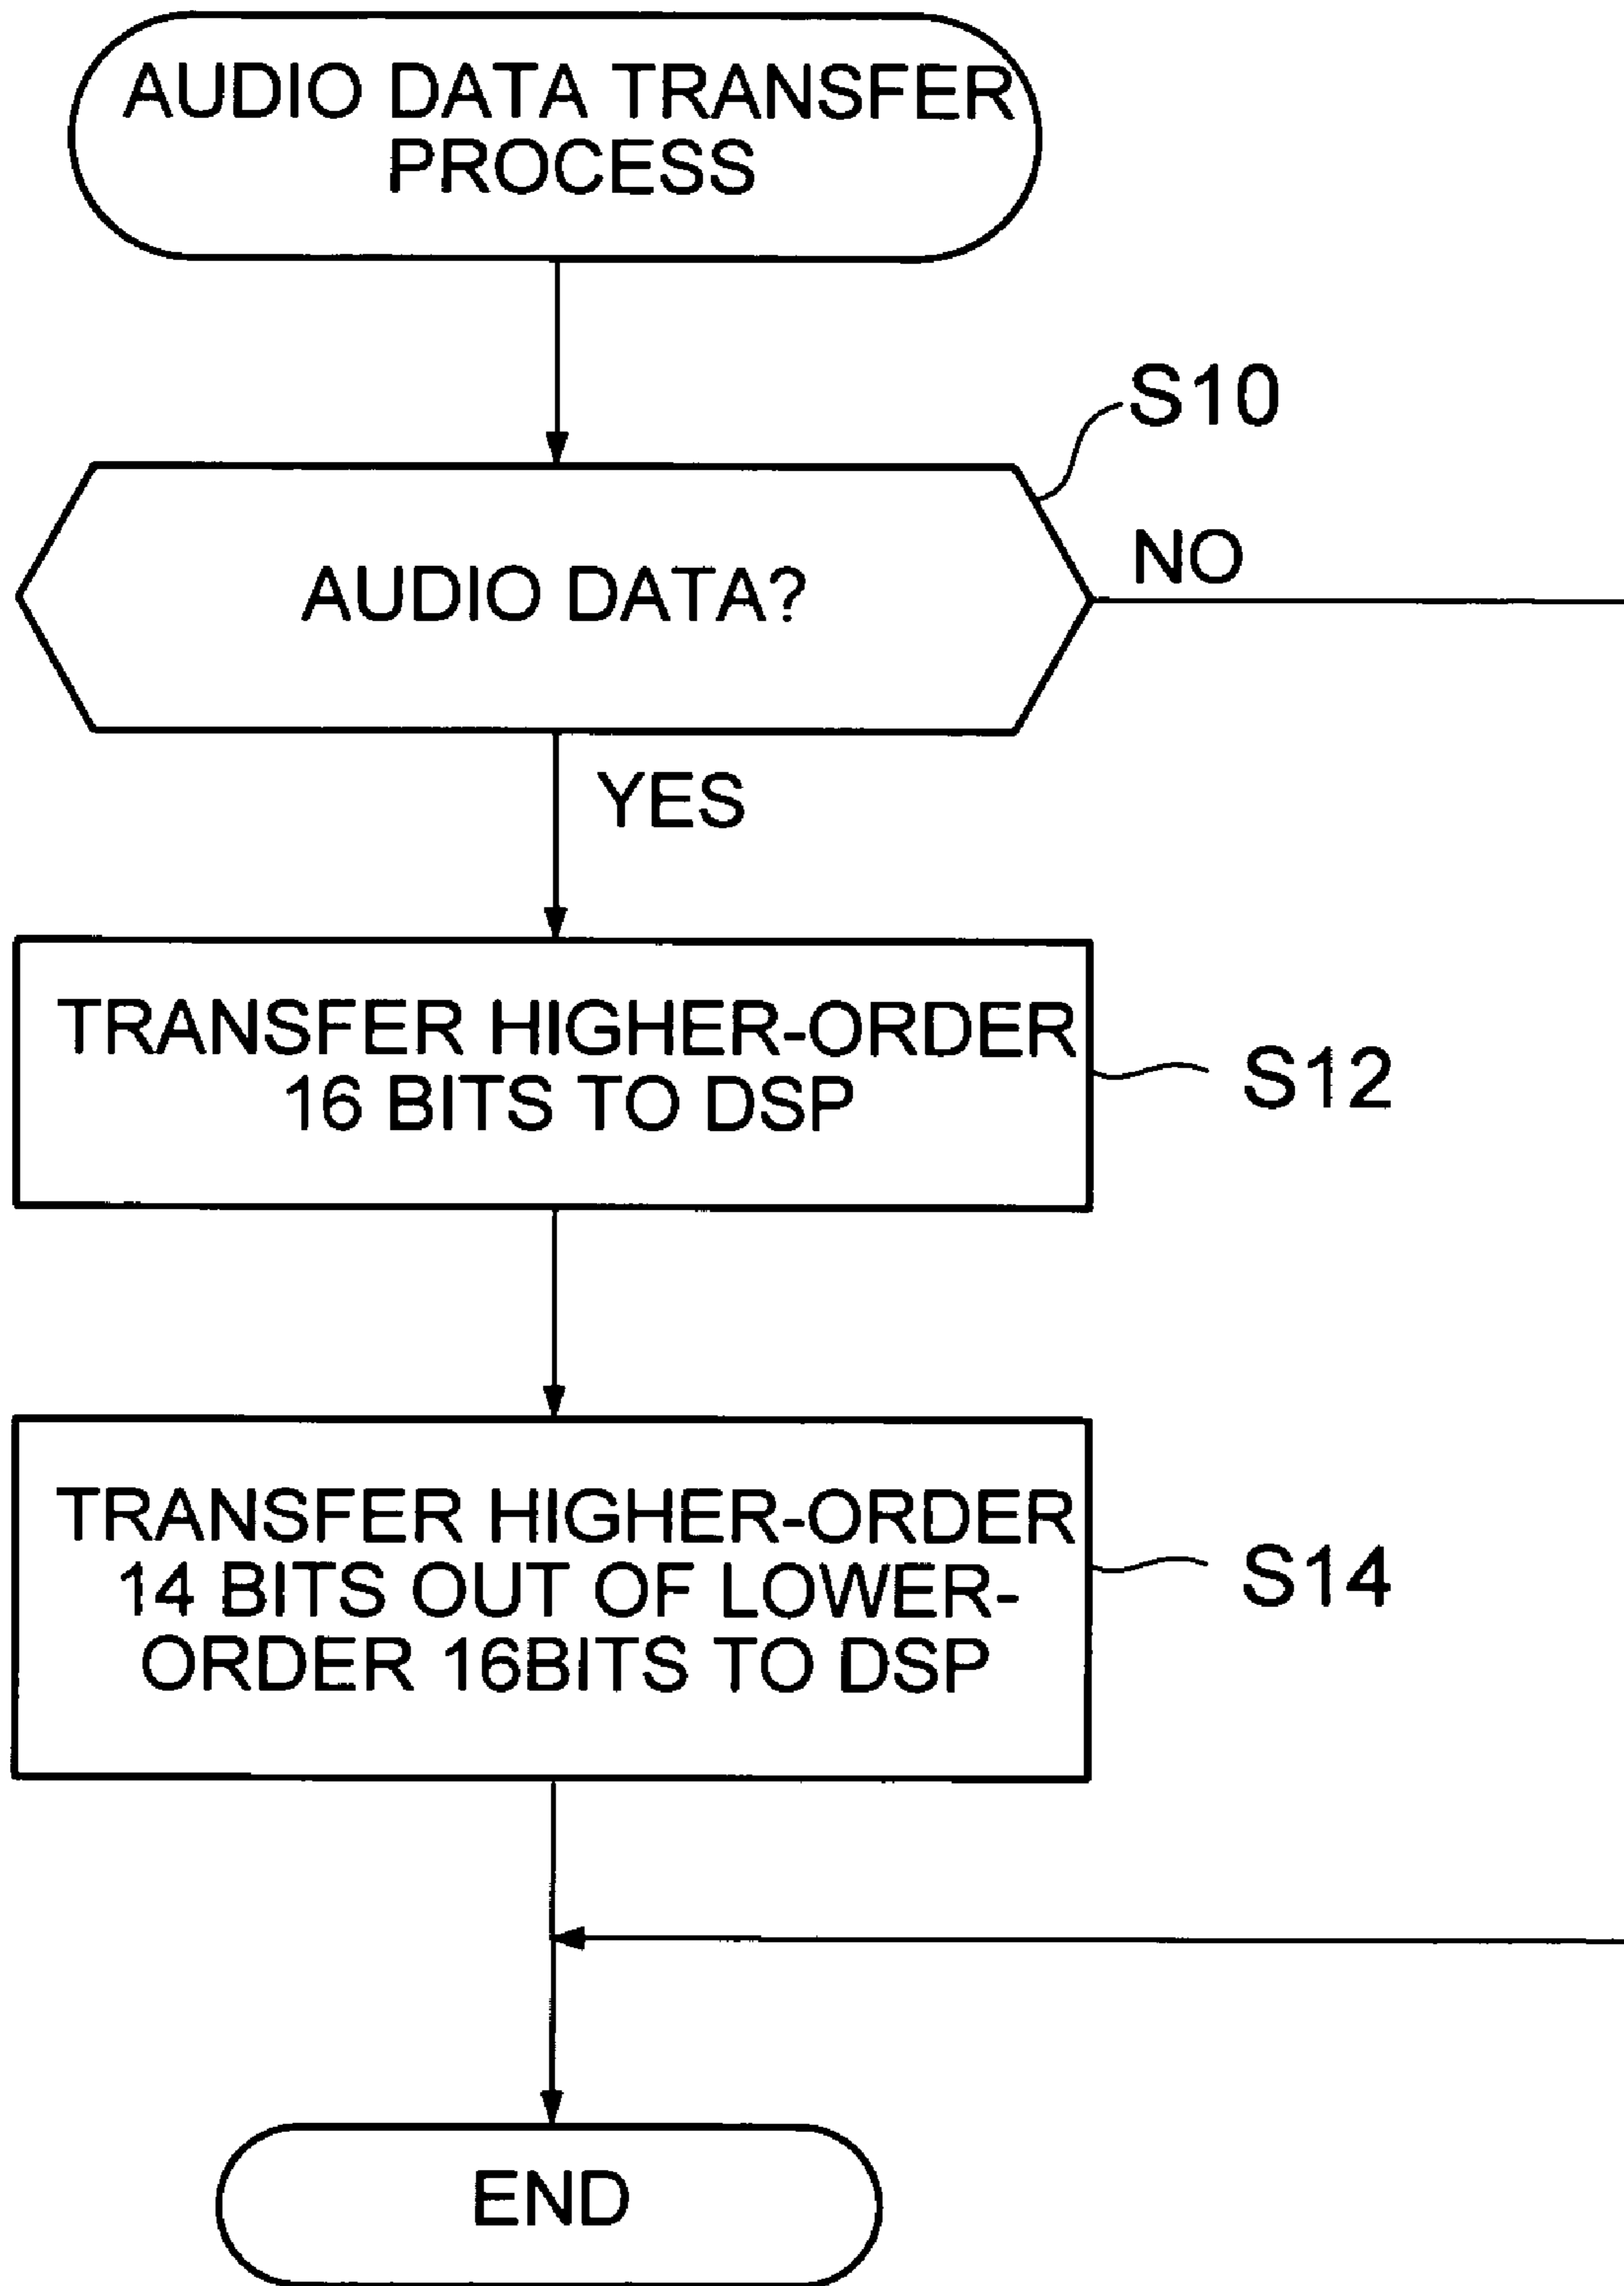 AUDIO DATA TRANSFER
PROCESS
S10
AUDIO DATA?
NO
YES
TRANSFER HIGHER-ORDER
16 BITS TO DSP
S12
TRANSFER HIGHER-ORDER
14 BITS OUT OF LOWER-
ORDER 16BITS TO DSP
S14
END